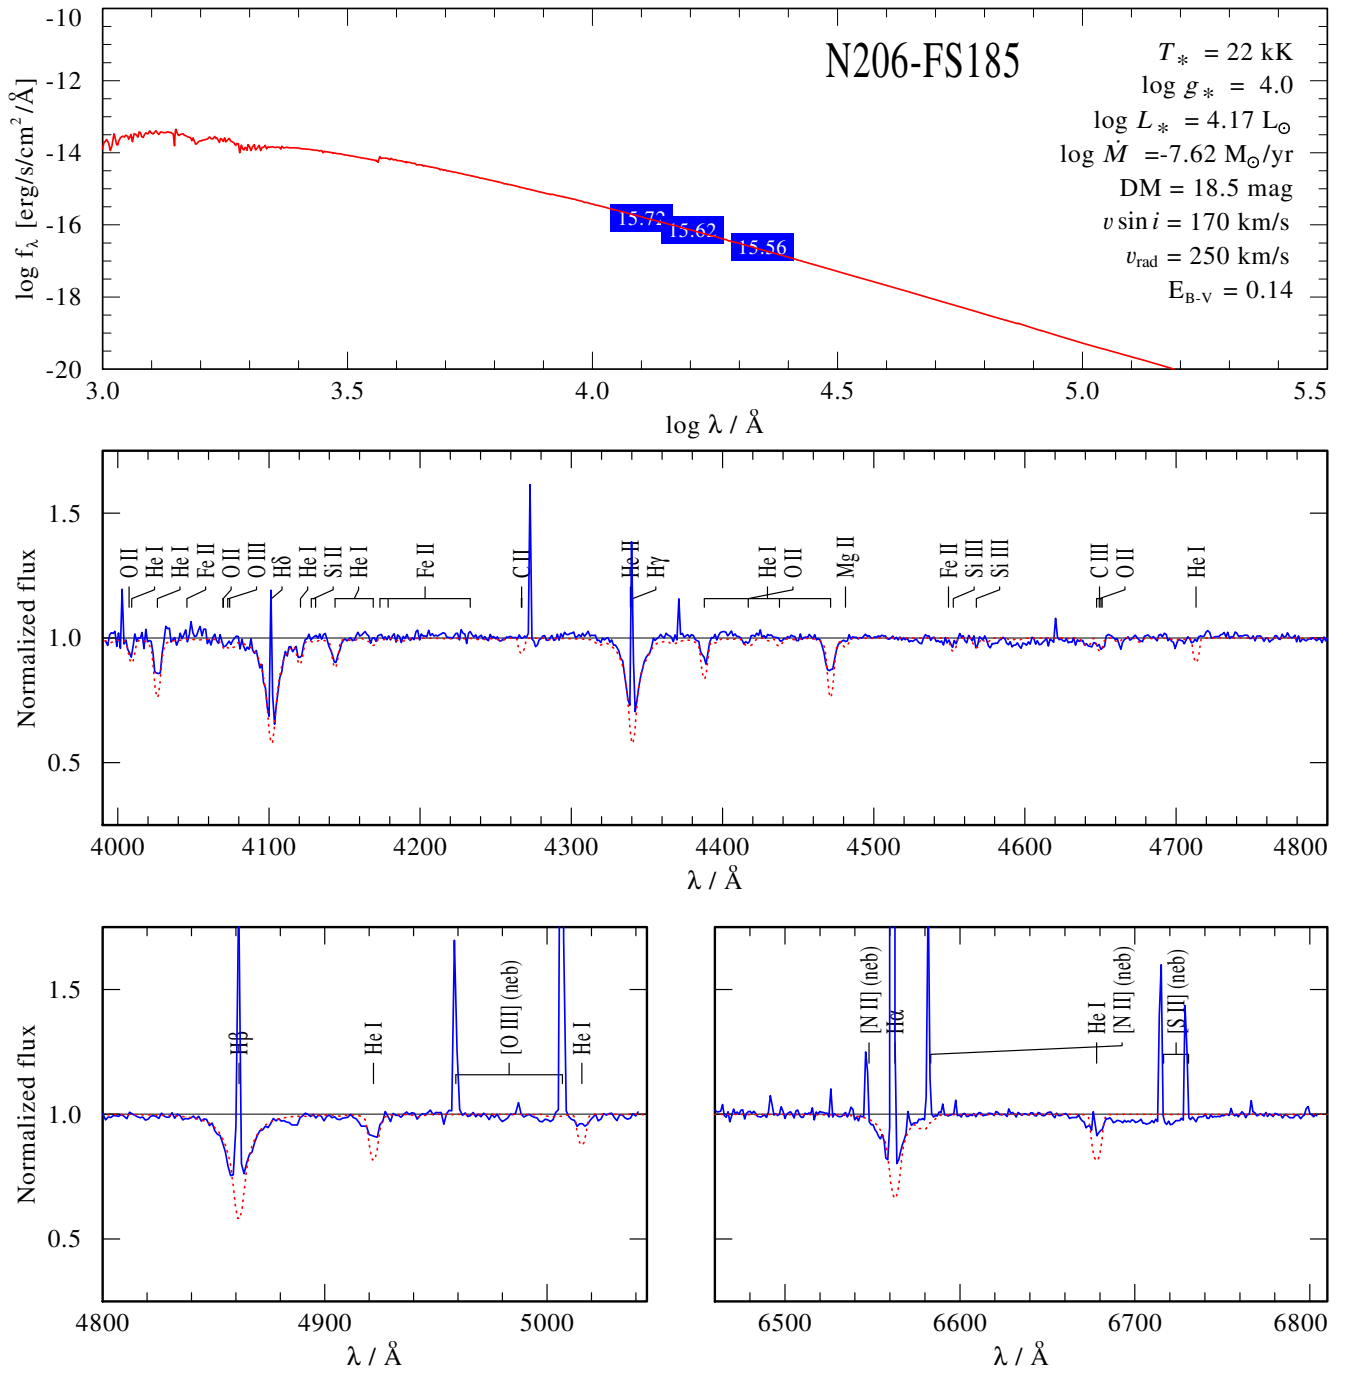 N206-FS185
T* = 22 kK
log g* = 4.0
log L* = 4.17 L⊙
log Ṁ =-7.62 M⊙/yr
DM = 18.5 mag
v sin i = 170 km/s
vrad = 250 km/s
EB-V = 0.14
log fλ [erg/s/cm²/Å]
-10
-12
-14
-16
-18
-20
15.72
15.62
15.56
3.0 3.5 4.0 4.5 5.0 5.5
log λ / Å
Normalized flux
1.5
1.0
0.5
O II
He I
He I
Fe II
O II
O III
Hδ
He I
Si II
He I
Fe II
C II
He II
Hγ
He I
O II
Mg II
Fe II
Si III
Si III
C III
O II
He I
4000 4100 4200 4300 4400 4500 4600 4700 4800
λ / Å
Normalized flux
1.5
1.0
0.5
Hβ
He I
[O III] (neb)
He I
4800 4900 5000
λ / Å
[N II] (neb)
Hα
He I
[N II] (neb)
[S II] (neb)
6500 6600 6700 6800
λ / Å